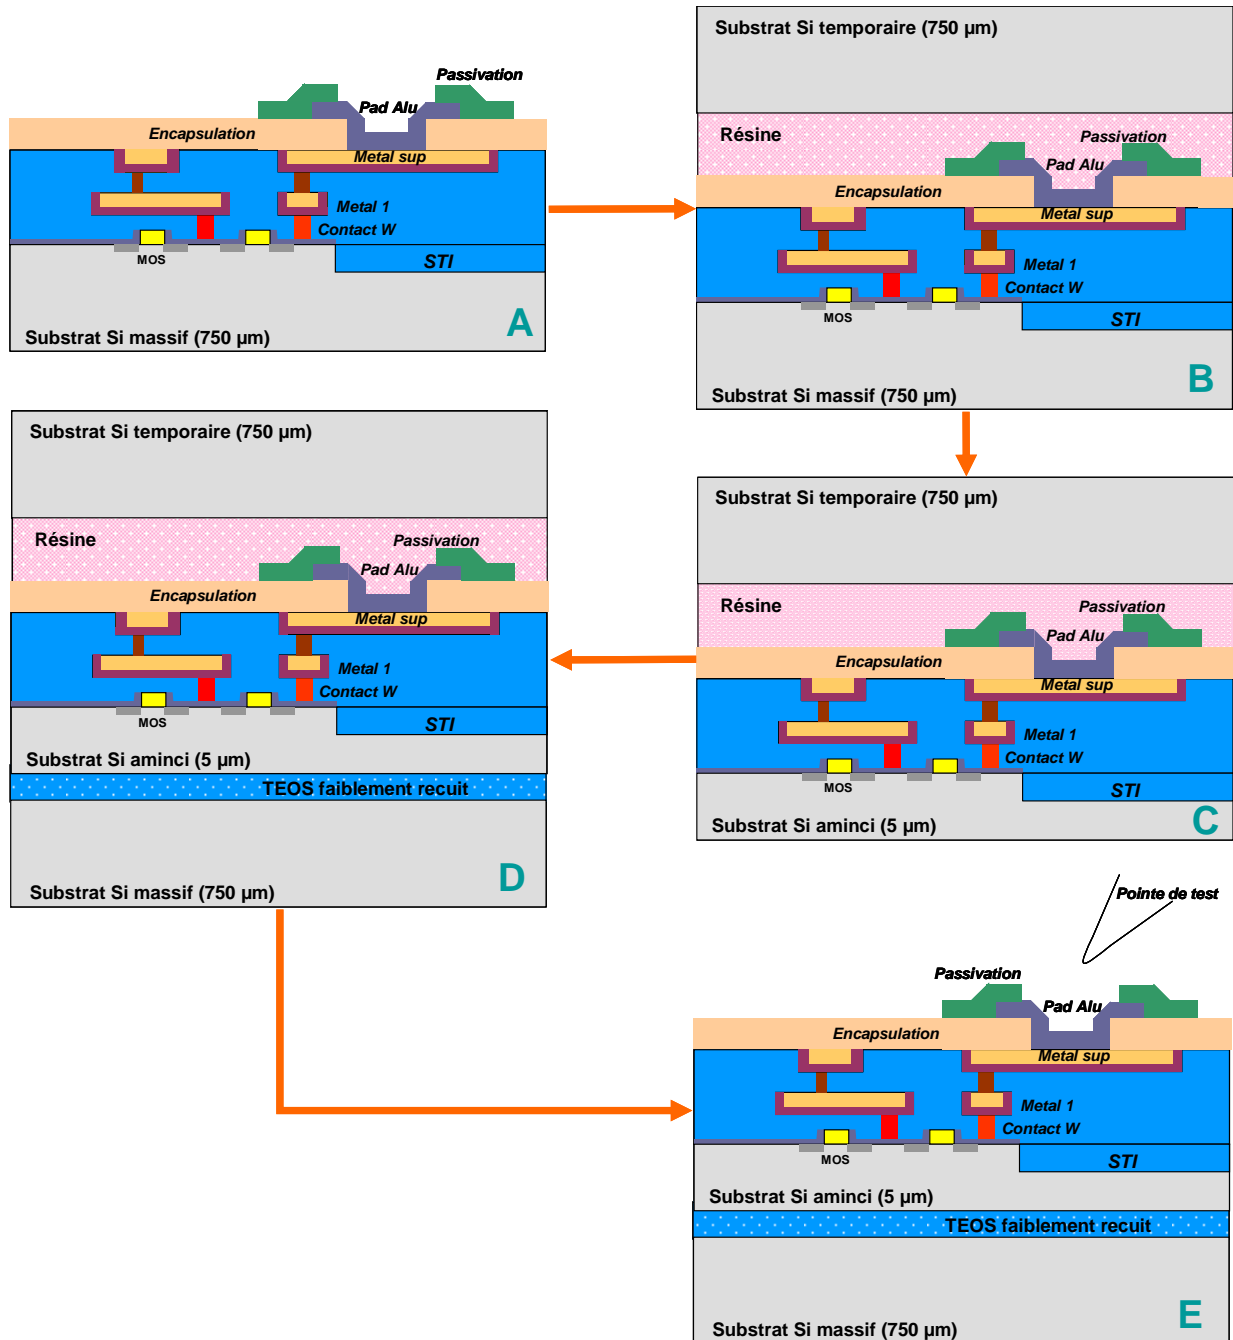 Passivation
Pad Alu
Encapsulation
Metal sup
Metal 1
Contact W
MOS
STI
Substrat Si massif (750 µm)
A
Substrat Si temporaire (750 µm)
Résine
Passivation
Pad Alu
Encapsulation
Metal sup
Metal 1
Contact W
MOS
STI
Substrat Si massif (750 µm)
B
Substrat Si temporaire (750 µm)
Résine
Passivation
Pad Alu
Encapsulation
Metal sup
Metal 1
Contact W
MOS
STI
Substrat Si aminci (5 µm)
C
Substrat Si temporaire (750 µm)
Résine
Passivation
Pad Alu
Encapsulation
Metal sup
Metal 1
Contact W
MOS
STI
Substrat Si aminci (5 µm)
TEOS faiblement recuit
Substrat Si massif (750 µm)
D
Pointe de test
Passivation
Pad Alu
Encapsulation
Metal sup
Metal 1
Contact W
MOS
STI
Substrat Si aminci (5 µm)
TEOS faiblement recuit
Substrat Si massif (750 µm)
E